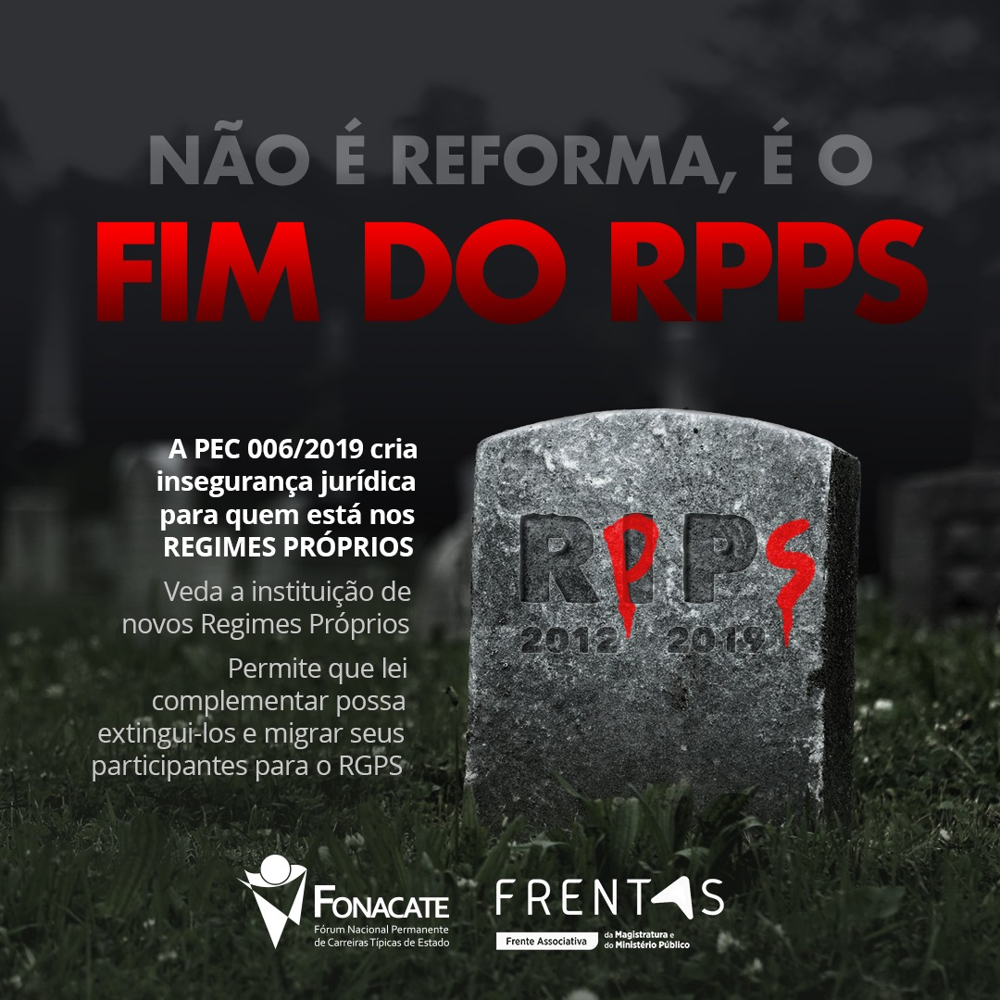 NÃO É REFORMA, É O
FIM DO RPPS
A PEC 006/2019 cria
insegurança jurídica
para quem está nos
REGIMES PRÓPRIOS
Veda a instituição de
novos Regimes Próprios
Permite que lei
complementar possa
extingui-los e migrar seus
participantes para o RGPS
RPPS
2012 2019
FONACATE
Fórum Nacional Permanente
de Carreiras Típicas de Estado
FRENTAS
Frente Associativa
da Magistratura e
do Ministério Público